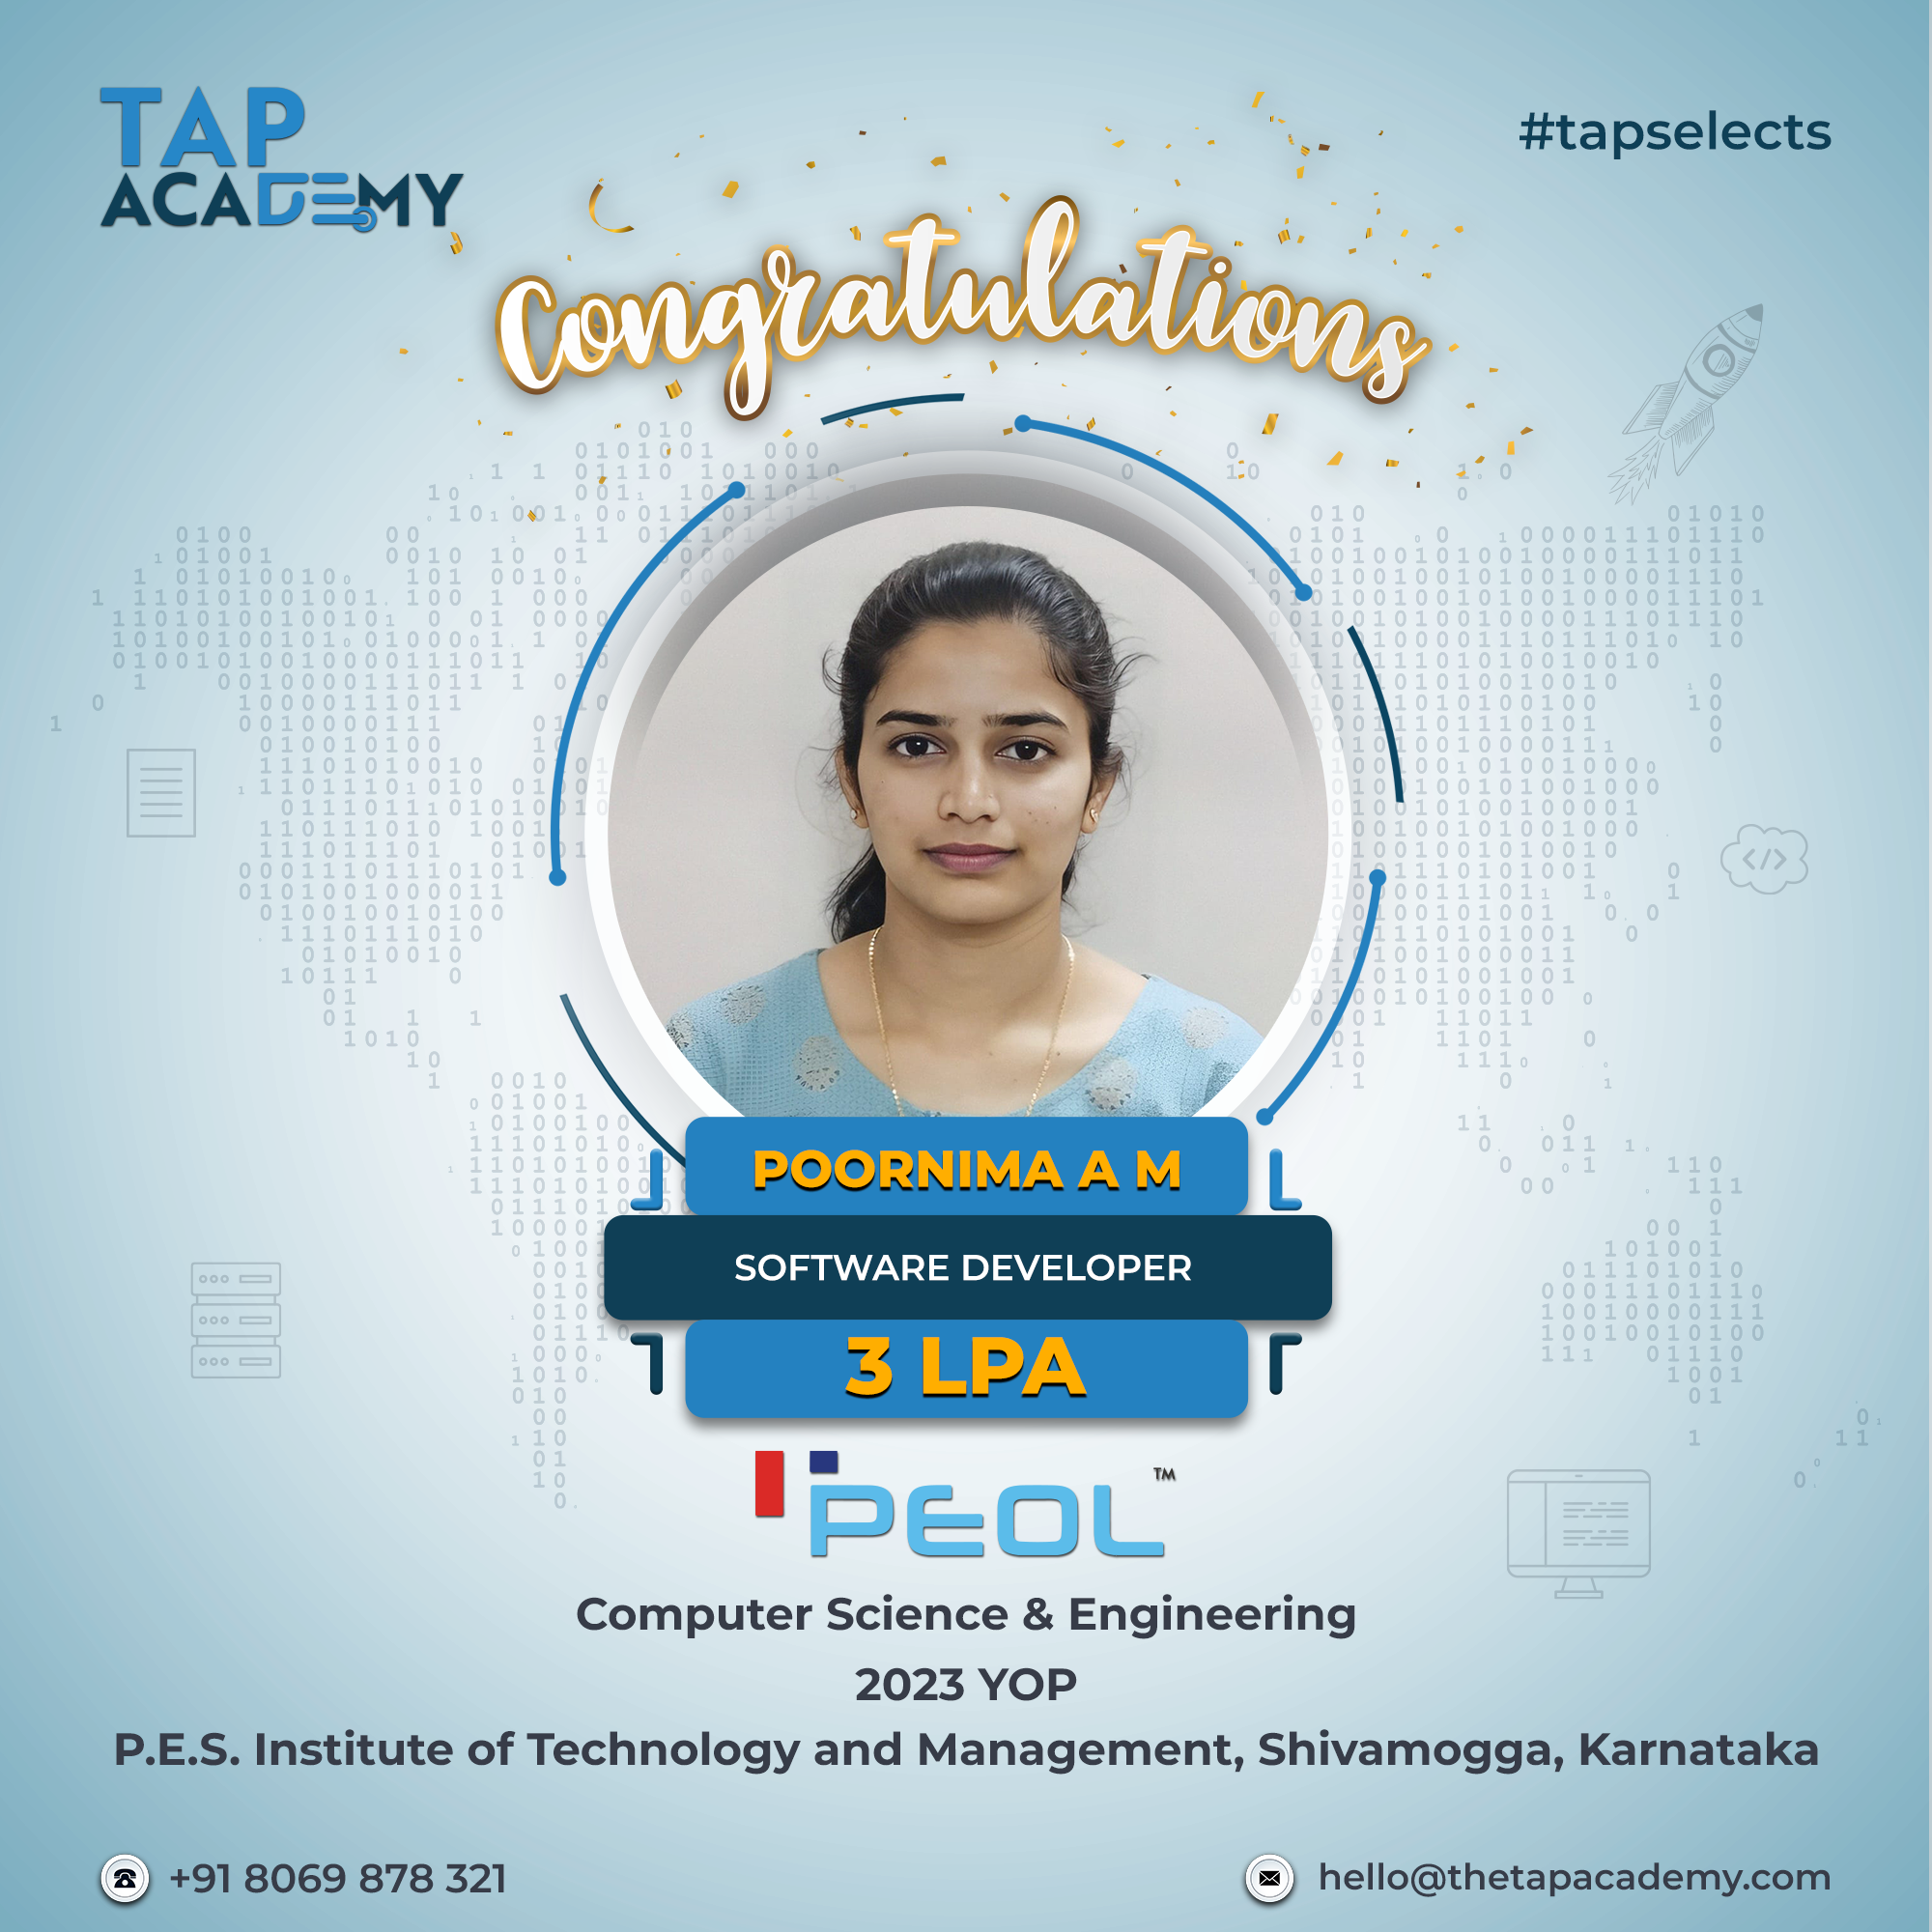 TAP
ACADEMY
#tapselects
Congratulations
POORNIMA A M
SOFTWARE DEVELOPER
3 LPA
PEOL™
Computer Science & Engineering
2023 YOP
P.E.S. Institute of Technology and Management, Shivamogga, Karnataka
+91 8069 878 321
hello@thetapacademy.com